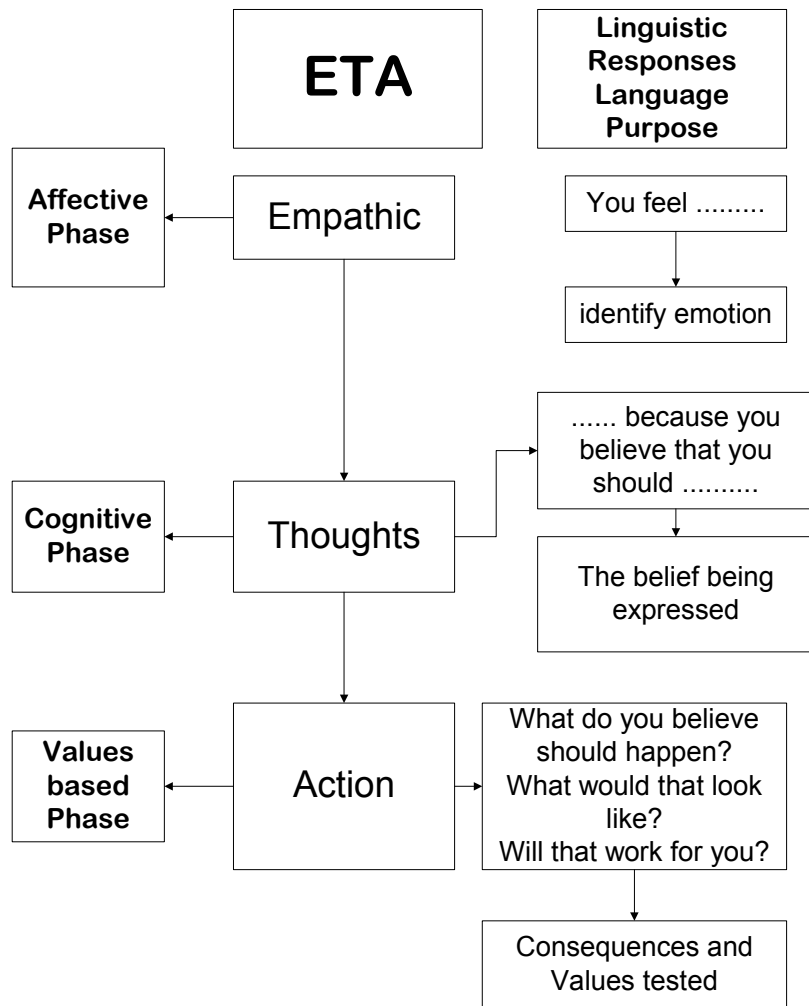 ETA
Linguistic
Responses
Language
Purpose
Affective
Phase
Empathic
You feel .........
identify emotion
...... because you
believe that you
should ..........
Cognitive
Phase
Thoughts
The belief being
expressed
Values
based
Phase
Action
What do you believe
should happen?
What would that look
like?
Will that work for you?
Consequences and
Values tested